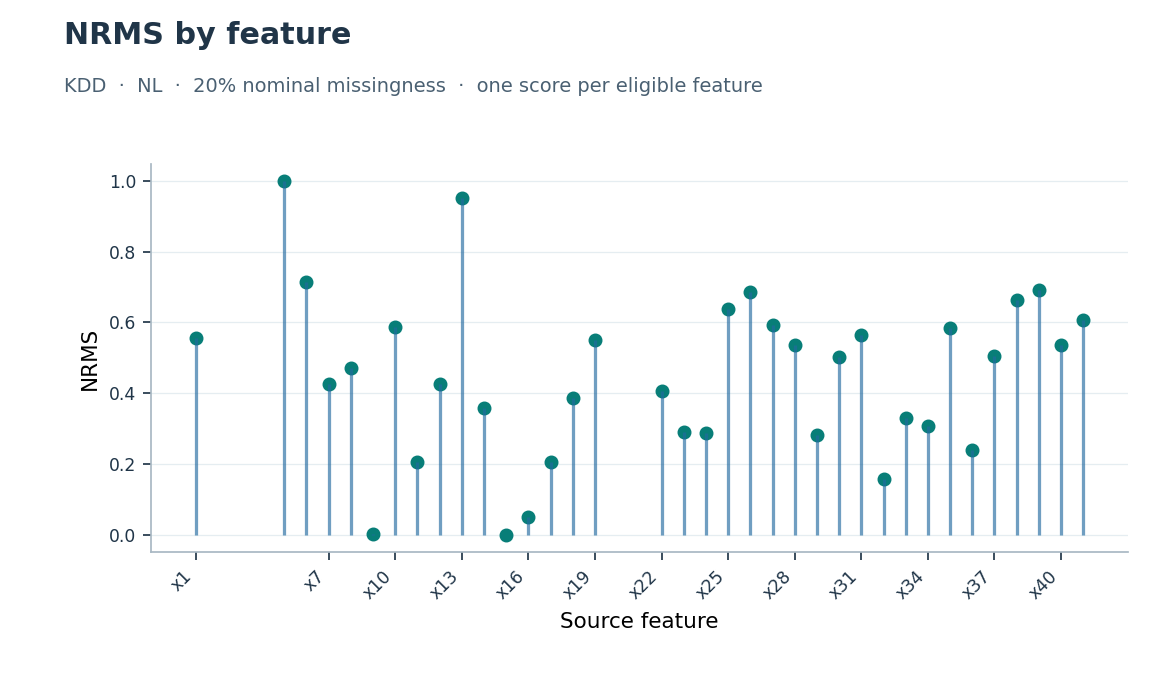 NRMS by feature
KDD · NL · 20% nominal missingness · one score per eligible feature
NRMS
1.0
0.8
0.6
0.4
0.2
0.0
x1 x7 x10 x13 x16 x19 x22 x25 x28 x31 x34 x37 x40
Source feature